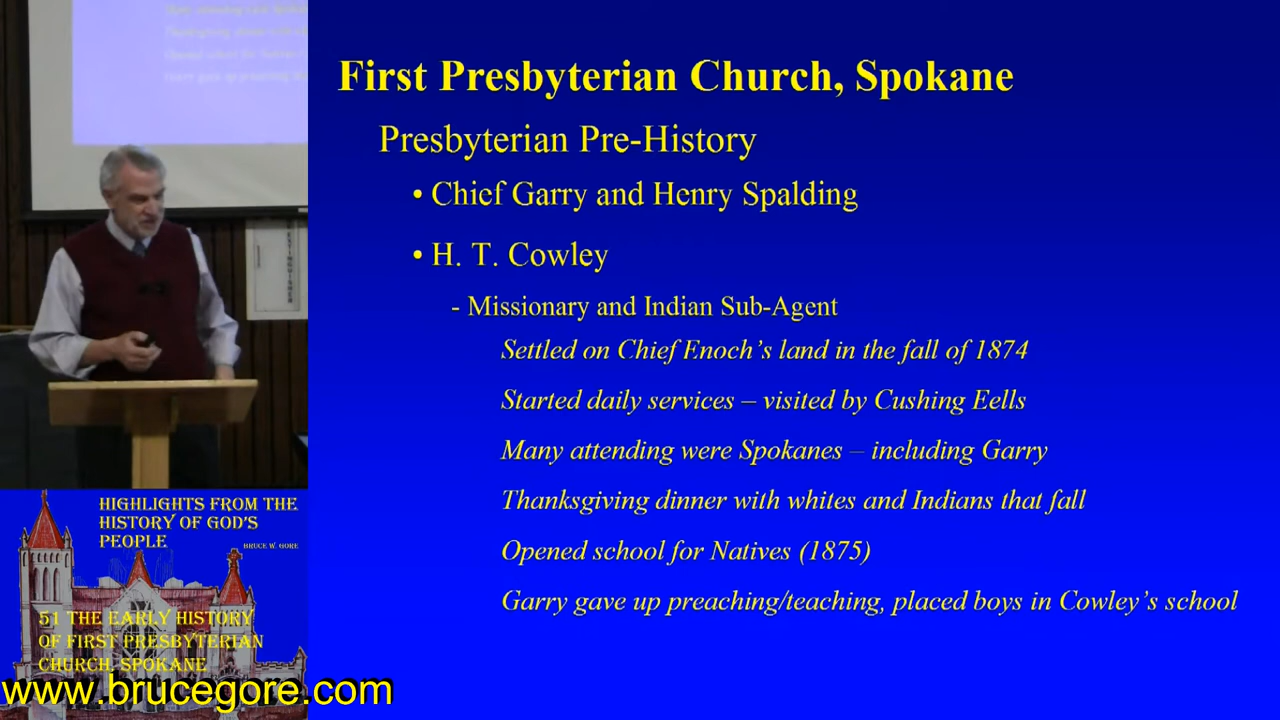 First Presbyterian Church, Spokane
Presbyterian Pre-History
• Chief Garry and Henry Spalding
• H. T. Cowley
- Missionary and Indian Sub-Agent
Settled on Chief Enoch's land in the fall of 1874
Started daily services – visited by Cushing Eells
Many attending were Spokanes – including Garry
Thanksgiving dinner with whites and Indians that fall
Opened school for Natives (1875)
Garry gave up preaching/teaching, placed boys in Cowley's school
EXTINGUISHER
HIGHLIGHTS FROM THE
HISTORY OF GOD'S
PEOPLE
BRUCE W. GORE
51 THE EARLY HISTORY
OF FIRST PRESBYTERIAN
CHURCH, SPOKANE
www.brucegore.com